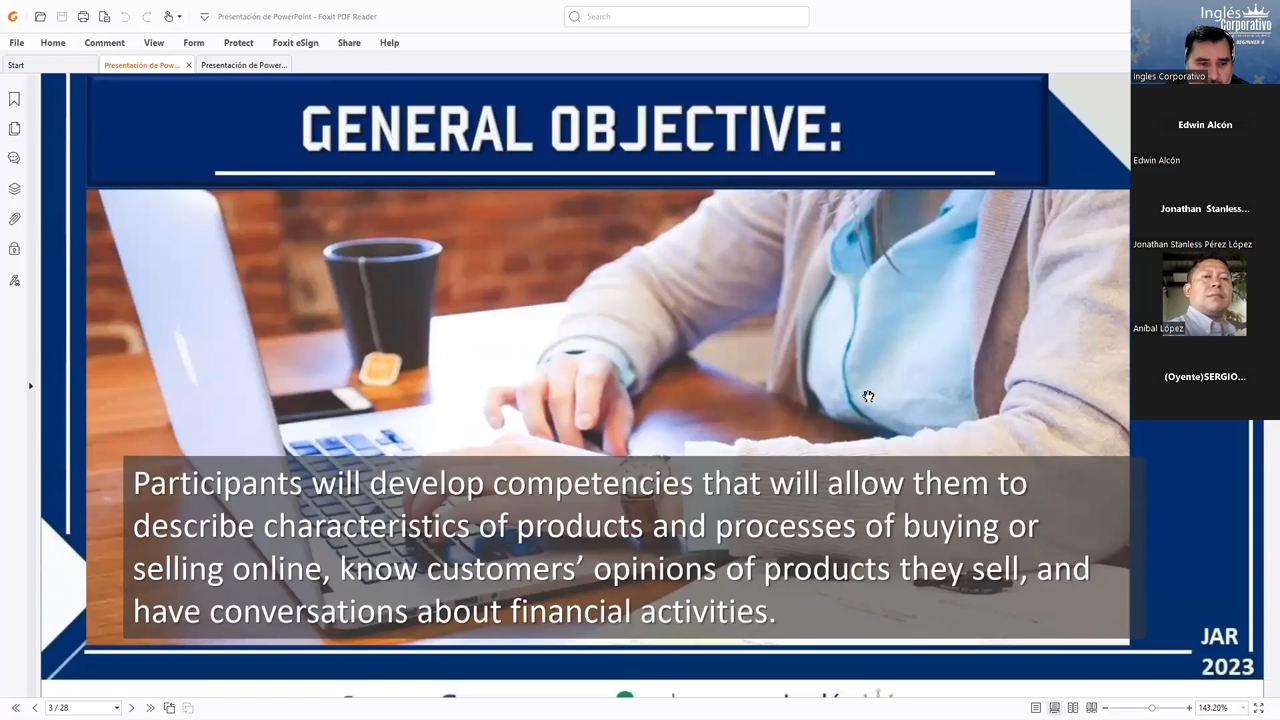 Presentación de PowerPoint - Foxit PDF Reader
Search
File Home Comment View Form Protect Foxit eSign Share Help
Start
Presentación de Pow...
Presentación de Power...
GENERAL OBJECTIVE:
Participants will develop competencies that will allow them to
describe characteristics of products and processes of buying or
selling online, know customers’ opinions of products they sell, and
have conversations about financial activities.
JAR
2023
Inglés
Corporativo
BEGINNER 4
Ingles Corporativo
Edwin Alcón
Edwin Alcón
Jonathan Stanless...
Jonathan Stanless Pérez López
Aníbal López
(Oyente)SERGIO...
3 / 28
143.20%